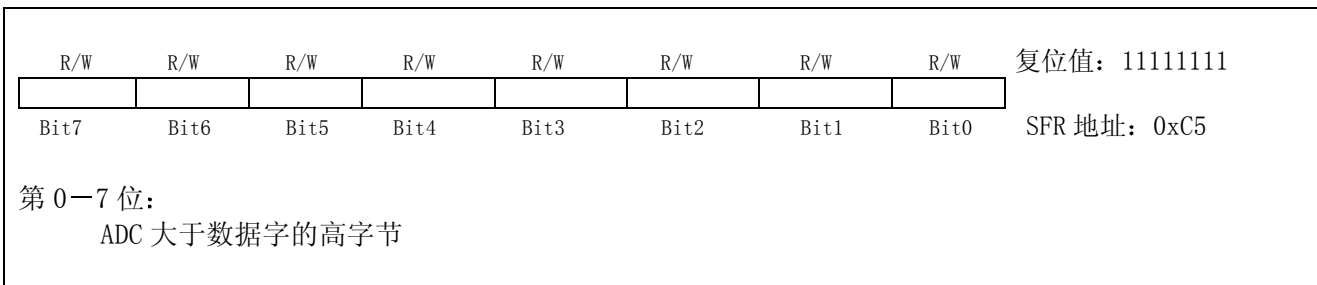 R/W R/W R/W R/W R/W R/W R/W R/W 复位值：11111111
Bit7 Bit6 Bit5 Bit4 Bit3 Bit2 Bit1 Bit0 SFR 地址：0xC5
第 0－7 位：
ADC 大于数据字的高字节